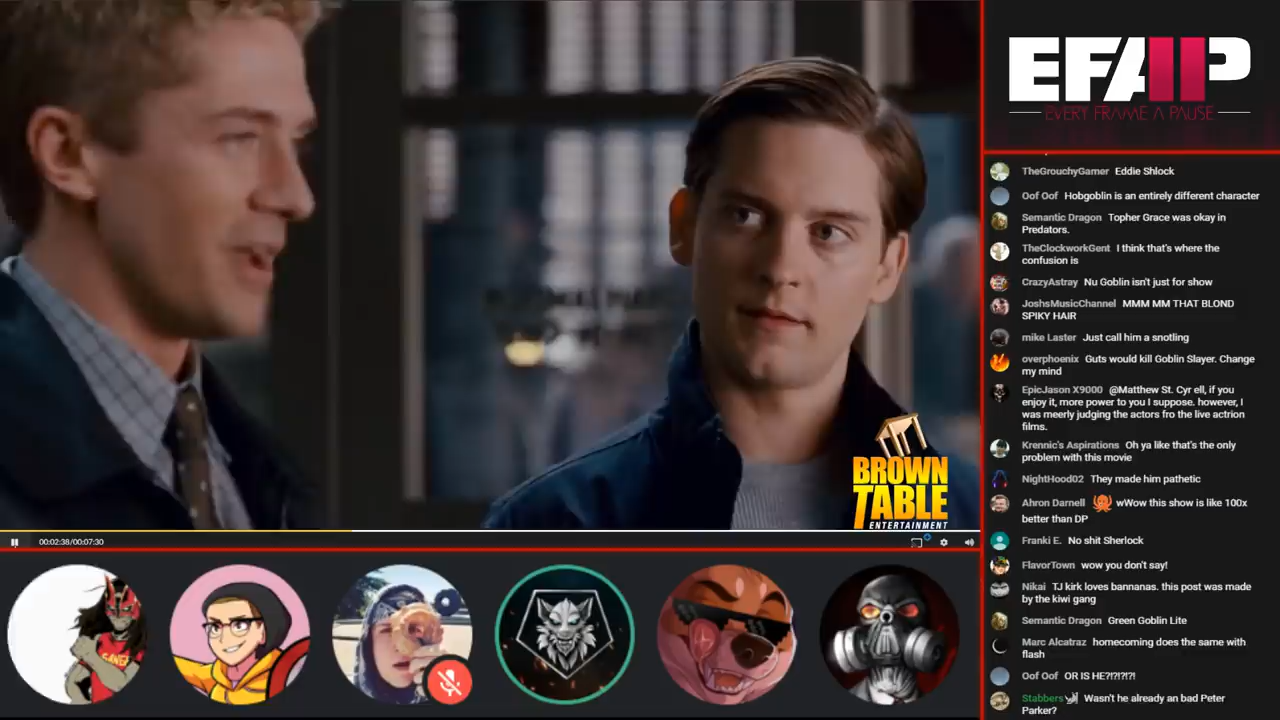 EFAP
EVERY FRAME A PAUSE
TheGrouchyGamer Eddie Shlock
Oof Oof Hobgoblin is an entirely different character
Semantic Dragon Topher Grace was okay in
Predators.
TheClockworkGent I think that's where the
confusion is
CrazyAstray Nu Goblin isn't just for show
JoshsMusicChannel MMM MM THAT BLOND
SPIKY HAIR
mike Laster Just call him a snotling
overphoenix Guts would kill Goblin Slayer. Change
my mind
EpicJason X9000 @Matthew St. Cyr ell, if you
enjoy it, more power to you I suppose. however, I
was meerly judging the actors fro the live actrion
films.
Krennic's Aspirations Oh ya like that's the only
problem with this movie
NightHood02 They made him pathetic
Ahron Darnell wWow this show is like 100x
better than DP
Franki E. No shit Sherlock
FlavorTown wow you don't say!
Nikai TJ kirk loves bannanas. this post was made
by the kiwi gang
Semantic Dragon Green Goblin Lite
Marc Alcatraz homecoming does the same with
flash
Oof Oof OR IS HE?!?!?!?!
Stabbers Wasn't he already an bad Peter
Parker?
BROWN
TABLE
ENTERTAINMENT
00:02:38/00:07:30